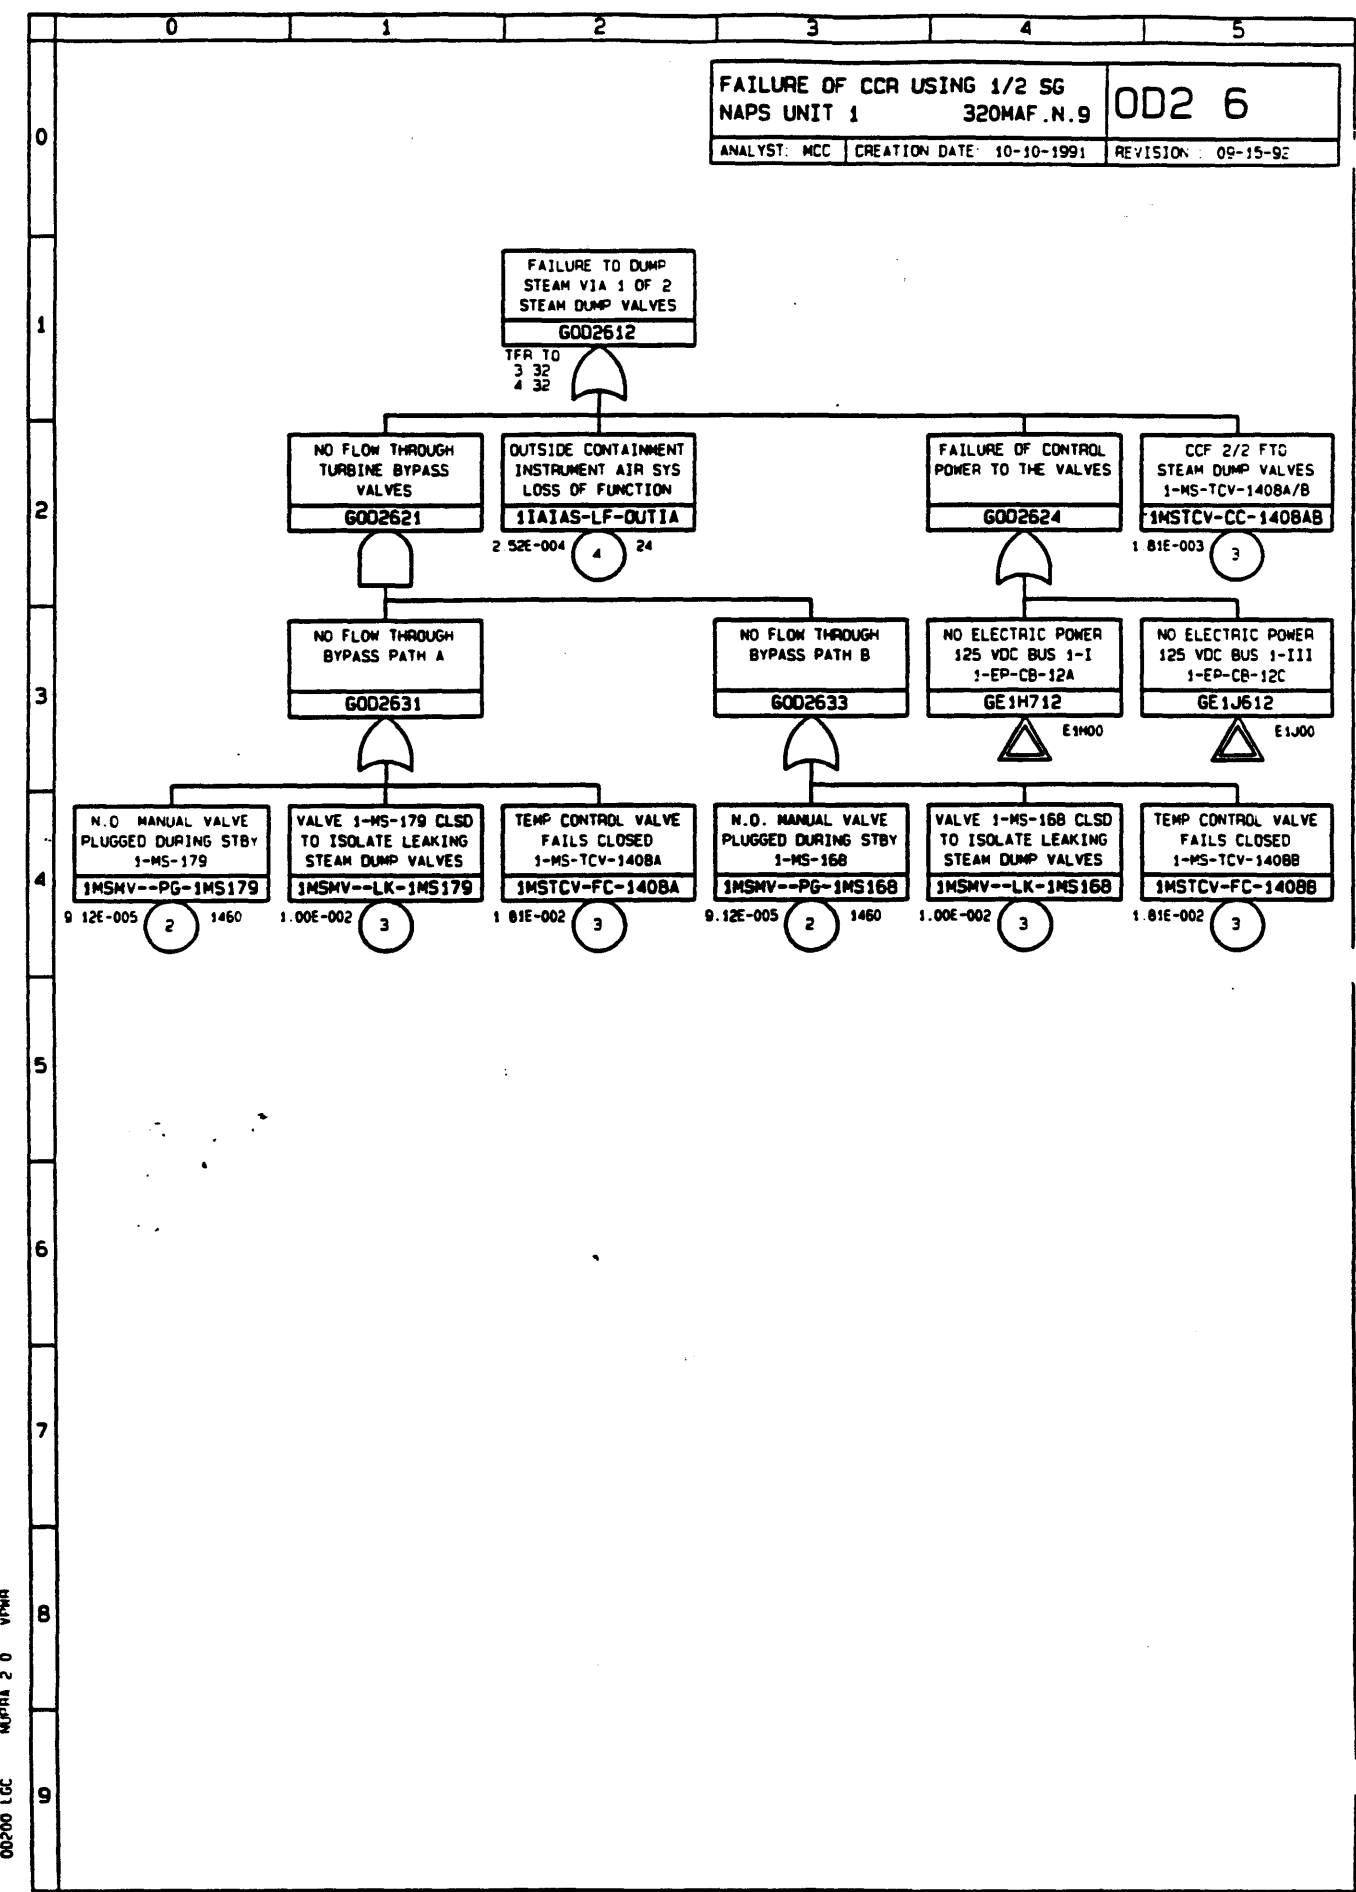 0 1 2 3 4 5
FAILURE OF CCR USING 1/2 SG
NAPS UNIT 1 320MAF.N.9
OD2 6
ANALYST: MCC CREATION DATE: 10-10-1991 REVISION : 09-15-92
0
FAILURE TO DUMP
STEAM VIA 1 OF 2
STEAM DUMP VALVES
GOD2612
TFR TO
3 32
4 32
1
NO FLOW THROUGH
TURBINE BYPASS
VALVES
GOD2621
OUTSIDE CONTAINMENT
INSTRUMENT AIR SYS
LOSS OF FUNCTION
1IAIAS-LF-OUTIA
2.52E-004 4 24
FAILURE OF CONTROL
POWER TO THE VALVES
GOD2624
CCF 2/2 FTO
STEAM DUMP VALVES
1-MS-TCV-1408A/B
1MSTCV-CC-1408AB
1.81E-003 3
2
NO FLOW THROUGH
BYPASS PATH A
GOD2631
NO FLOW THROUGH
BYPASS PATH B
GOD2633
NO ELECTRIC POWER
125 VDC BUS 1-I
1-EP-CB-12A
GE1H712
E1H00
NO ELECTRIC POWER
125 VDC BUS 1-III
1-EP-CB-12C
GE1J612
E1J00
3
N.O MANUAL VALVE
PLUGGED DURING STBY
1-MS-179
1MSMV--PG-1MS179
9.12E-005 2 1460
VALVE 1-MS-179 CLSD
TO ISOLATE LEAKING
STEAM DUMP VALVES
1MSMV--LK-1MS179
1.00E-002 3
TEMP CONTROL VALVE
FAILS CLOSED
1-MS-TCV-1408A
1MSTCV-FC-1408A
1.81E-002 3
N.O. MANUAL VALVE
PLUGGED DURING STBY
1-MS-168
1MSMV--PG-1MS168
9.12E-005 2 1460
VALVE 1-MS-168 CLSD
TO ISOLATE LEAKING
STEAM DUMP VALVES
1MSMV--LK-1MS168
1.00E-002 3
TEMP CONTROL VALVE
FAILS CLOSED
1-MS-TCV-1408B
1MSTCV-FC-1408B
1.81E-002 3
4
5
6
7
8
9
OD200 LGC NUPRA 2 0 VPWR